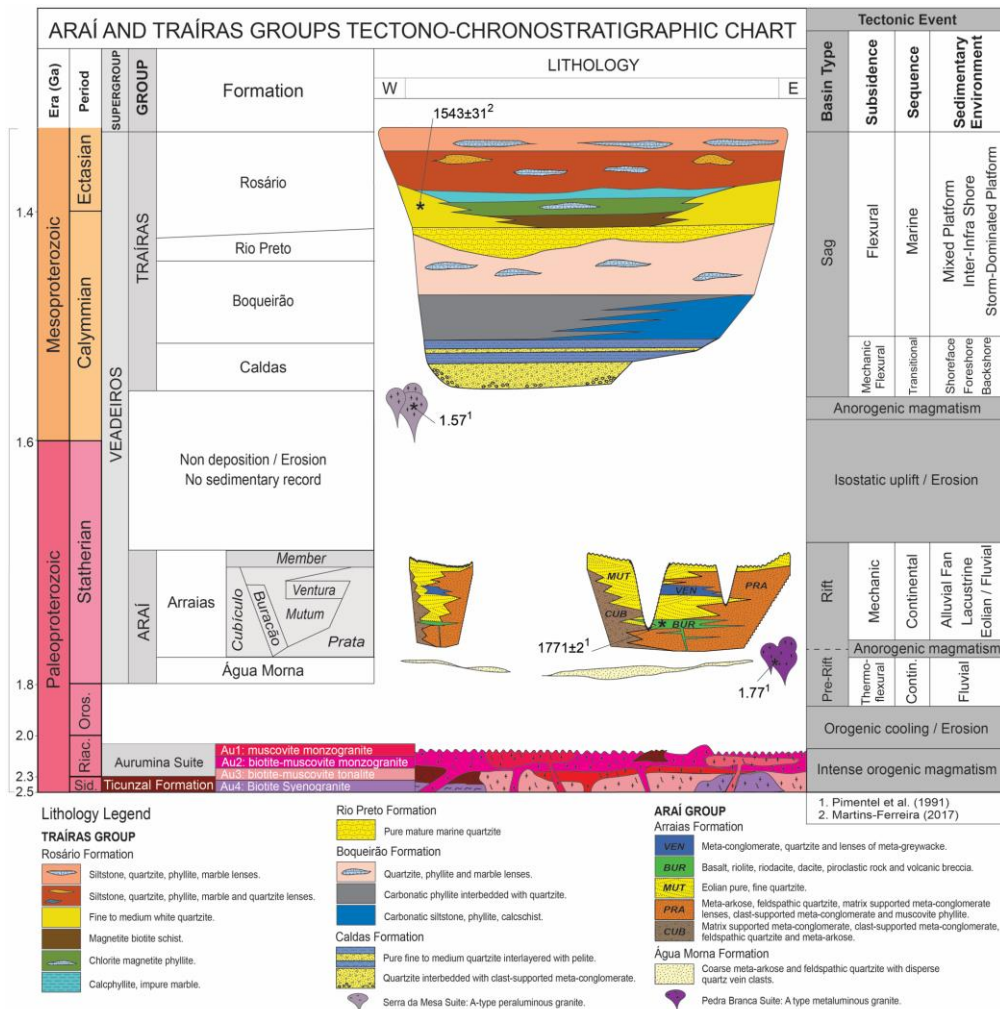 ARAÍ AND TRAÍRAS GROUPS TECTONO-CHRONOSTRATIGRAPHIC CHART
Tectonic Event
Era (Ga)
Period
SUPERGROUP
GROUP
Formation
LITHOLOGY
W
E
Basin Type
Subsidence
Sequence
Sedimentary
Environment
1543±31²
Mesoproterozoic
Ectasian
1.4
Calymmian
1.6
VEADEIROS
TRAÍRAS
Rosário
Rio Preto
Boqueirão
Caldas
Sag
Flexural
Marine
Mixed Platform
Inter-Infra Shore
Storm-Dominated Platform
Mechanic
Flexural
Transitional
Shoreface
Foreshore
Backshore
1.57¹
Anorogenic magmatism
Non deposition / Erosion
No sedimentary record
Isostatic uplift / Erosion
Paleoproterozoic
Statherian
1.8
Oros.
2.0
Riac.
2.3
Sid.
2.5
ARAÍ
Arraias
Member
Cubículo
Buracão
Ventura
Mutum
Prata
Água Morna
MUT
CUB
VEN
BUR
PRA
1771±2¹
1.77¹
Rift
Mechanic
Continental
Alluvial Fan
Lacustrine
Eolian / Fluvial
Anorogenic magmatism
Pre-Rift
Thermo-
flexural
Contin.
Fluvial
Orogenic cooling / Erosion
Aurumina Suite
Au1: muscovite monzogranite
Au2: biotite-muscovite monzogranite
Au3: biotite-muscovite tonalite
Ticunzal Formation
Au4: Biotite Syenogranite
Intense orogenic magmatism
1. Pimentel et al. (1991)
2. Martins-Ferreira (2017)
Lithology Legend
TRAÍRAS GROUP
Rosário Formation
Siltstone, quartzite, phyllite, marble lenses.
Siltstone, quartzite, phyllite, marble and quartzite lenses.
Fine to medium white quartzite.
Magnetite biotite schist.
Chlorite magnetite phyllite.
Calcphyllite, impure marble.
Rio Preto Formation
Pure mature marine quartzite
Boqueirão Formation
Quartzite, phyllite and marble lenses.
Carbonatic phyllite interbedded with quartzite.
Carbonatic siltstone, phyllite, calcschist.
Caldas Formation
Pure fine to medium quartzite interlayered with pelite.
Quartzite interbedded with clast-supported meta-conglomerate.
Serra da Mesa Suite: A-type peraluminous granite.
ARAÍ GROUP
Arraias Formation
VEN Meta-conglomerate, quartzite and lenses of meta-greywacke.
BUR Basalt, riolite, riodacite, dacite, piroclastic rock and volcanic breccia.
MUT Eolian pure, fine quartzite.
PRA Meta-arkose, feldspathic quartzite, matrix supported meta-conglomerate
lenses, clast-supported meta-conglomerate and muscovite phyllite.
CUB Matrix supported meta-conglomerate, clast-supported meta-conglomerate,
feldspathic quartzite and meta-arkose.
Água Morna Formation
Coarse meta-arkose and feldspathic quartzite with disperse
quartz vein clasts.
Pedra Branca Suite: A type metaluminous granite.